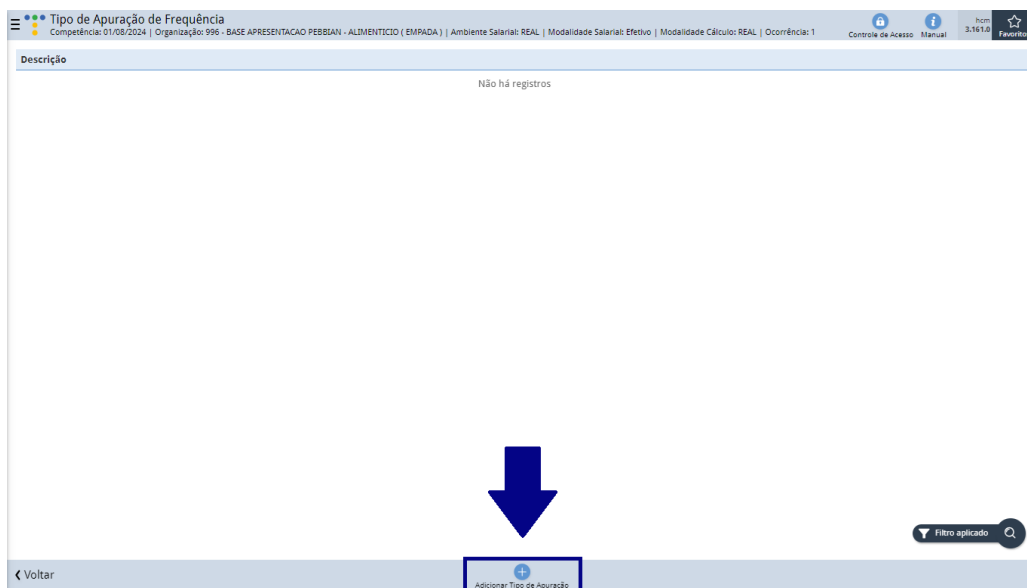 Tipo de Apuração de Frequência
Competência: 01/08/2024 | Organização: 996 - BASE APRESENTACAO PEBBIAN - ALIMENTICIO ( EMPADA ) | Ambiente Salarial: REAL | Modalidade Salarial: Efetivo | Modalidade Cálculo: REAL | Ocorrência: 1
Controle de Acesso
Manual
hcm
3.161.0
Favorito
Descrição
Não há registros
Filtro aplicado
Voltar
Adicionar Tipo de Apuração